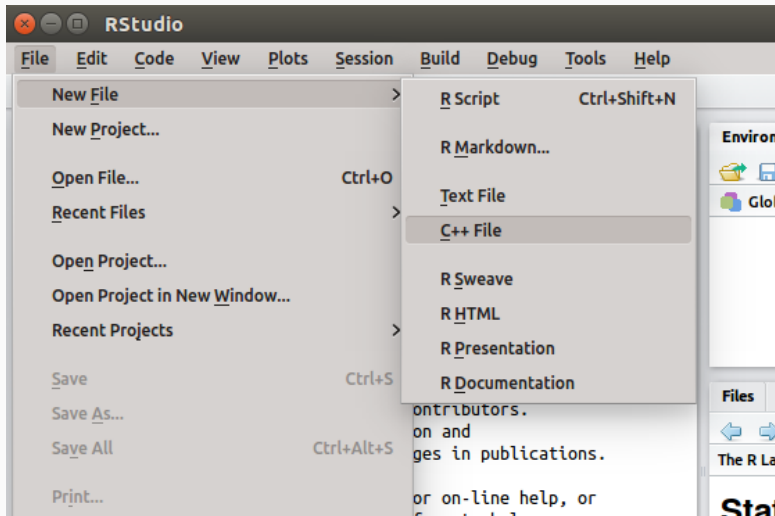 RStudio
File Edit Code View Plots Session Build Debug Tools Help
New File
New Project...
Open File... Ctrl+O
Recent Files
Open Project...
Open Project in New Window...
Recent Projects
Save Ctrl+S
Save As...
Save All Ctrl+Alt+S
Print...
R Script Ctrl+Shift+N
R Markdown...
Text File
C++ File
R Sweave
R HTML
R Presentation
R Documentation
ontributors.
on and
ges in publications.
or on-line help, or
Environ
Glo
Files
The R La
Stat